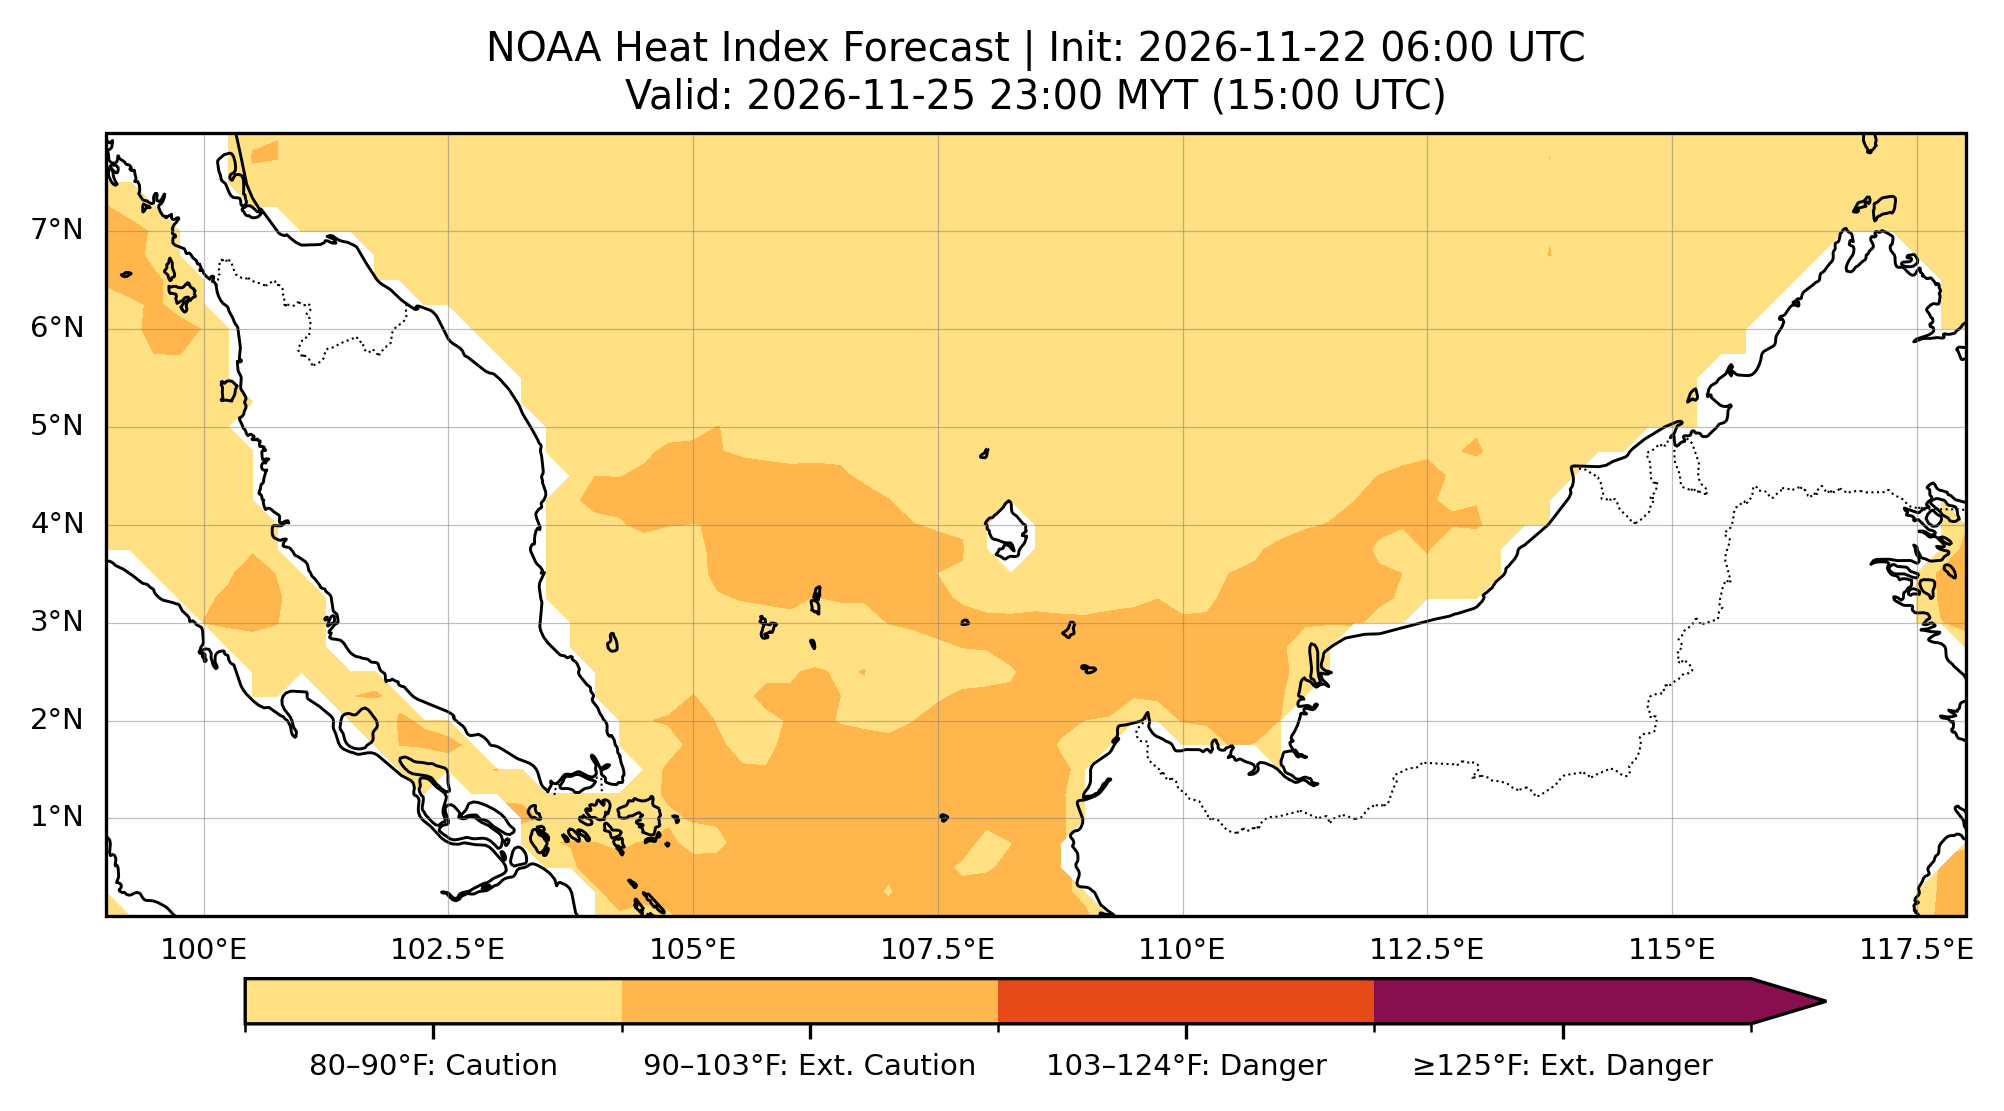 NOAA Heat Index Forecast | Init: 2026-11-22 06:00 UTC
Valid: 2026-11-25 23:00 MYT (15:00 UTC)
7°N
6°N
5°N
4°N
3°N
2°N
1°N
100°E
102.5°E
105°E
107.5°E
110°E
112.5°E
115°E
117.5°E
80–90°F: Caution
90–103°F: Ext. Caution
103–124°F: Danger
≥125°F: Ext. Danger